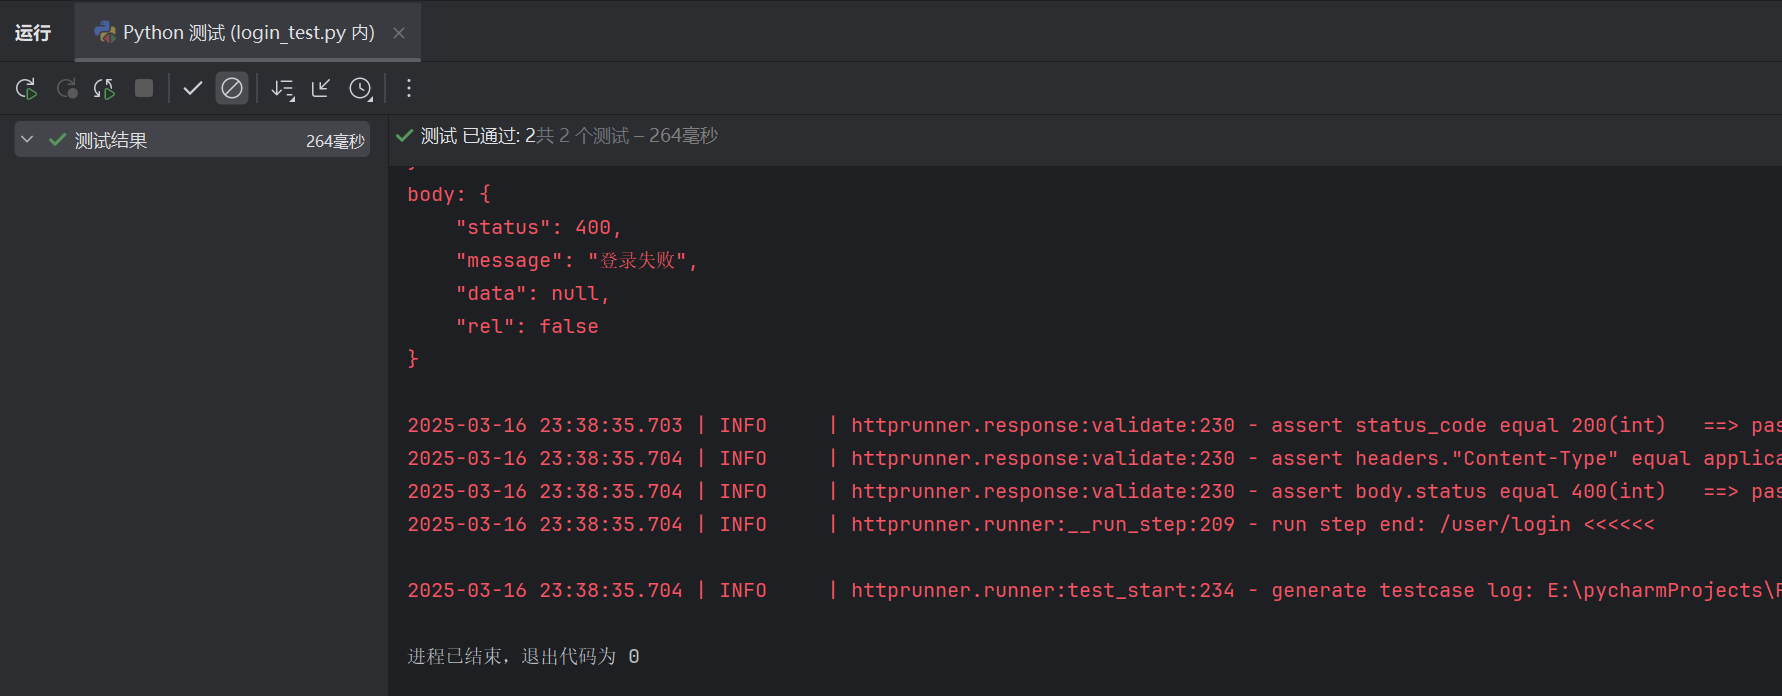 运行
Python 测试 (login_test.py 内)
测试结果 264毫秒
测试 已通过: 2共 2 个测试 – 264毫秒
body: {
"status": 400,
"message": "登录失败",
"data": null,
"rel": false
}
2025-03-16 23:38:35.703 | INFO | httprunner.response:validate:230 - assert status_code equal 200(int) ==> pas
2025-03-16 23:38:35.704 | INFO | httprunner.response:validate:230 - assert headers."Content-Type" equal applica
2025-03-16 23:38:35.704 | INFO | httprunner.response:validate:230 - assert body.status equal 400(int) ==> pas
2025-03-16 23:38:35.704 | INFO | httprunner.runner:__run_step:209 - run step end: /user/login <<<<<<
2025-03-16 23:38:35.704 | INFO | httprunner.runner:test_start:234 - generate testcase log: E:\pycharmProjects\
进程已结束，退出代码为 0